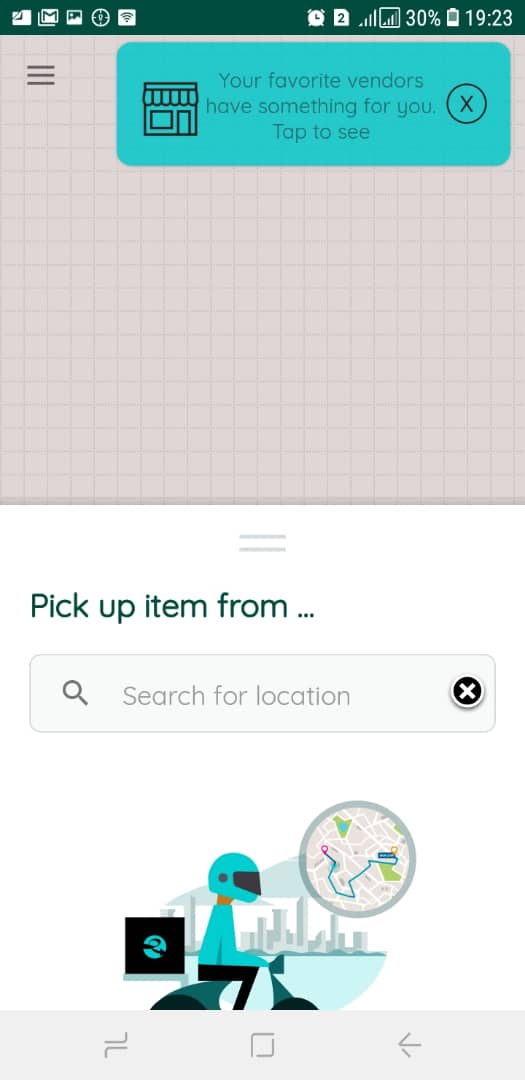 2 30% 19:23
Your favorite vendors
have something for you.
Tap to see
X
Pick up item from ...
Search for location